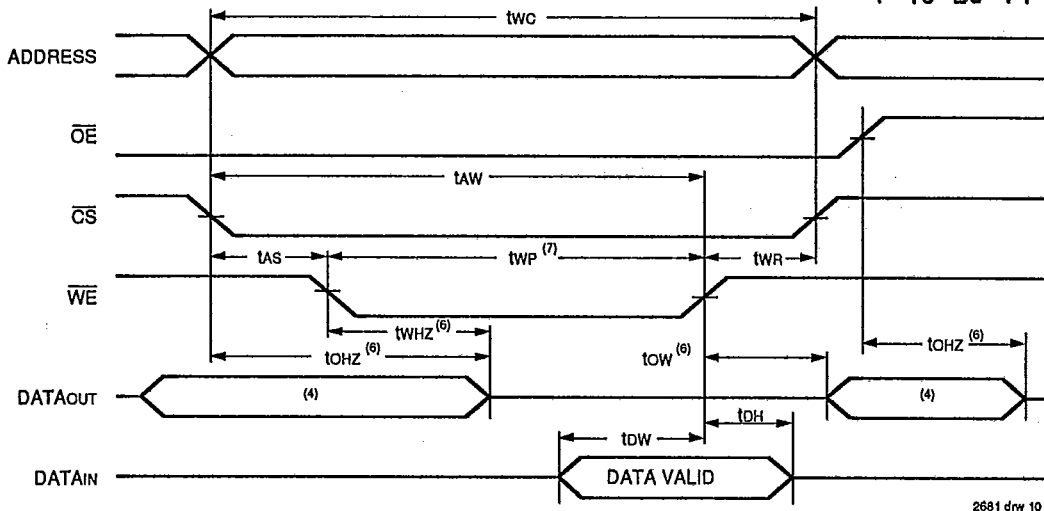 tWC
ADDRESS
OE
tAW
CS
tAS
tWP (7)
tWR
WE
tWHZ (6)
tOHZ (6)
tOW (6)
tOHZ (6)
DATAOUT
(4)
(4)
tDW
tDH
DATAIN
DATA VALID
2681 drw 10